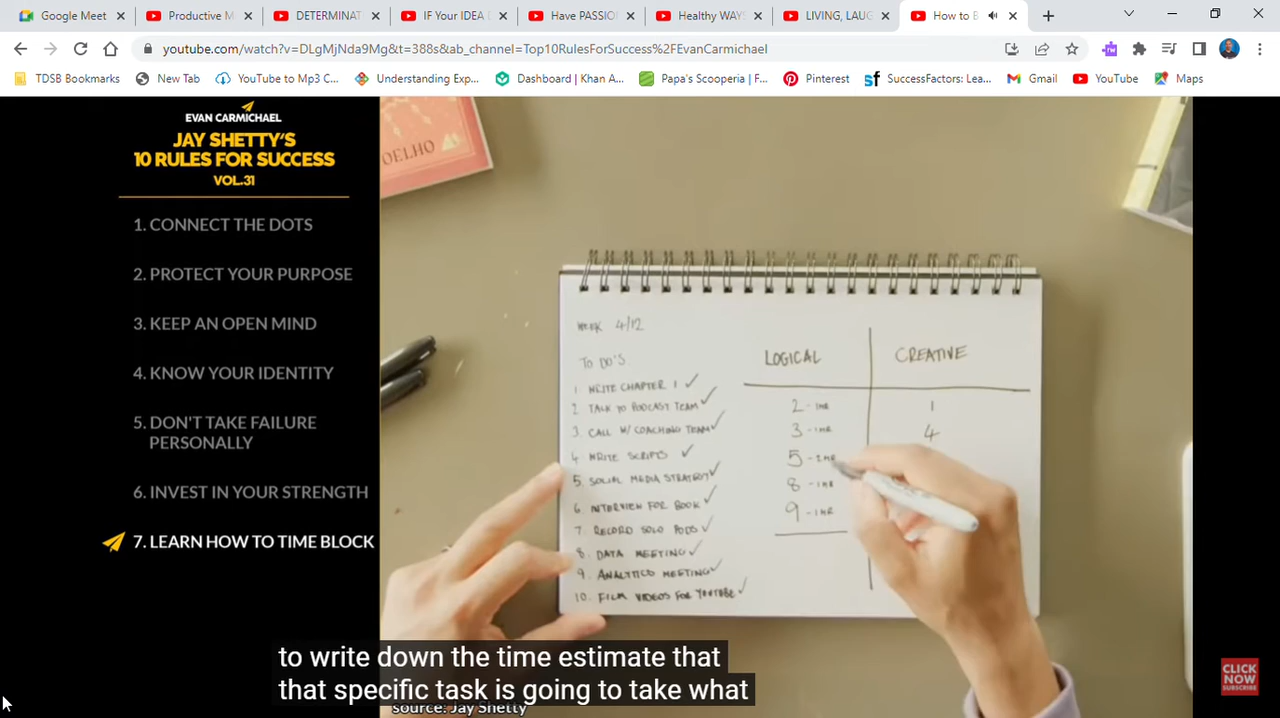 Google Meet
Productive M
DETERMINAT
IF Your IDEA D
Have PASSION
Healthy WAYS
LIVING, LAUG
How to B
youtube.com/watch?v=DLgMjNda9Mg&t=388s&ab_channel=Top10RulesForSuccess%2FEvanCarmichael
TDSB Bookmarks
New Tab
YouTube to Mp3 C...
Understanding Exp...
Dashboard | Khan A...
Papa's Scooperia | F...
Pinterest
SuccessFactors: Lea...
Gmail
YouTube
Maps
EVAN CARMICHAEL
JAY SHETTY'S
10 RULES FOR SUCCESS
VOL.31
1. CONNECT THE DOTS
2. PROTECT YOUR PURPOSE
3. KEEP AN OPEN MIND
4. KNOW YOUR IDENTITY
5. DON'T TAKE FAILURE
PERSONALLY
6. INVEST IN YOUR STRENGTH
7. LEARN HOW TO TIME BLOCK
OELHO
WEEK 4/12
TO DO'S
1. WRITE CHAPTER 1 ✓
2 TALK TO PODCAST TEAM ✓
3. CALL W/ COACHING TEAM ✓
4 WRITE SCRIPTS ✓
5. SOCIAL MEDIA STRATEGY ✓
6. INTERVIEW FOR BOOK ✓
7. RECORD SOLO PODS ✓
8. DATA MEETING ✓
9. ANALYTICS MEETING ✓
10. FILM VIDEOS FOR YOUTUBE ✓
LOGICAL
2 - 1HR
3 - 1HR
5 - 2HR
8 - 1HR
9 - 1HR
CREATIVE
1
4
to write down the time estimate that
that specific task is going to take what
source: Jay Shetty
CLICK
NOW
SUBSCRIBE